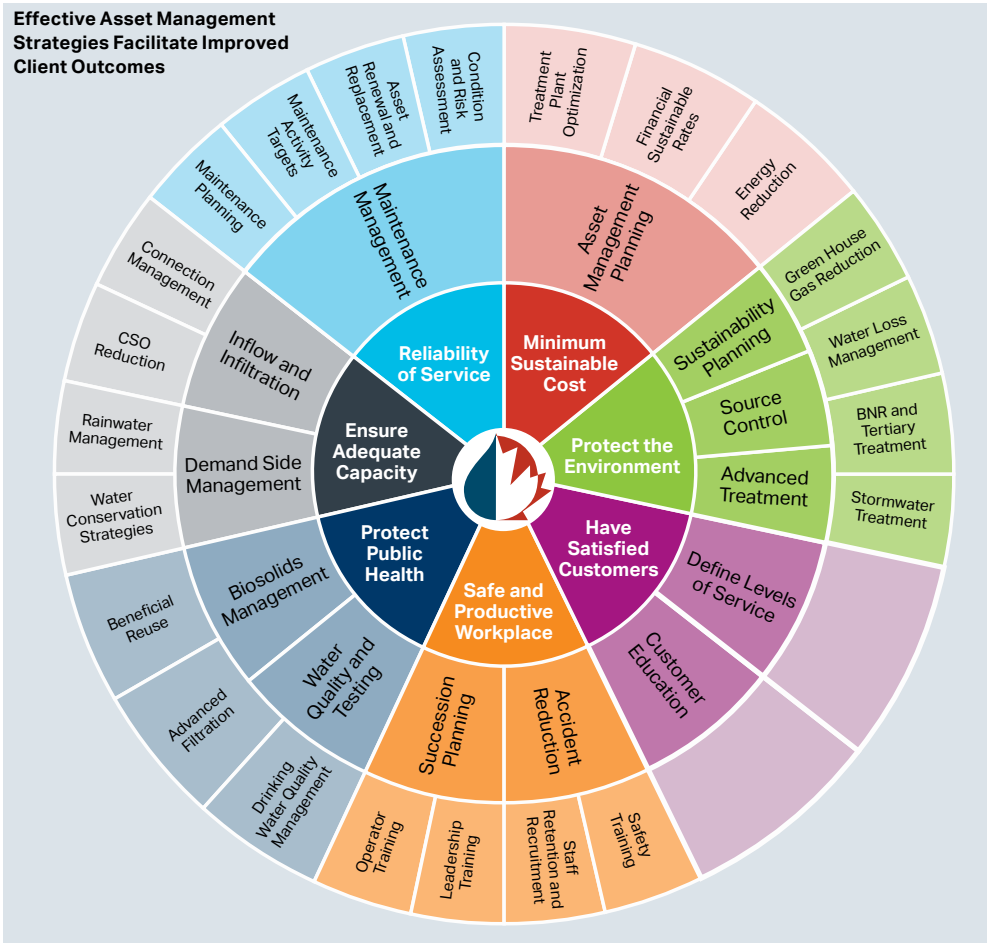 Effective Asset Management
Strategies Facilitate Improved
Client Outcomes
Condition
and Risk
Assessment
Asset
Renewal and
Replacement
Maintenance
Activity
Targets
Maintenance
Planning
Treatment
Plant
Optimization
Financial
Sustainable
Rates
Energy
Reduction
Green House
Gas Reduction
Water Loss
Management
BNR and
Tertiary
Treatment
Stormwater
Treatment
Safety
Training
Staff
Retention and
Recruitment
Leadership
Training
Operator
Training
Drinking
Water Quality
Management
Advanced
Filtration
Beneficial
Reuse
Water
Conservation
Strategies
Rainwater
Management
CSO
Reduction
Connection
Management
Maintenance
Management
Asset
Management
Planning
Sustainability
Planning
Source
Control
Advanced
Treatment
Define Levels
of Service
Customer
Education
Accident
Reduction
Succession
Planning
Water
Quality and
Testing
Biosolids
Management
Demand Side
Management
Inflow and
Infiltration
Reliability
of Service
Minimum
Sustainable
Cost
Protect the
Environment
Have
Satisfied
Customers
Safe and
Productive
Workplace
Protect
Public
Health
Ensure
Adequate
Capacity